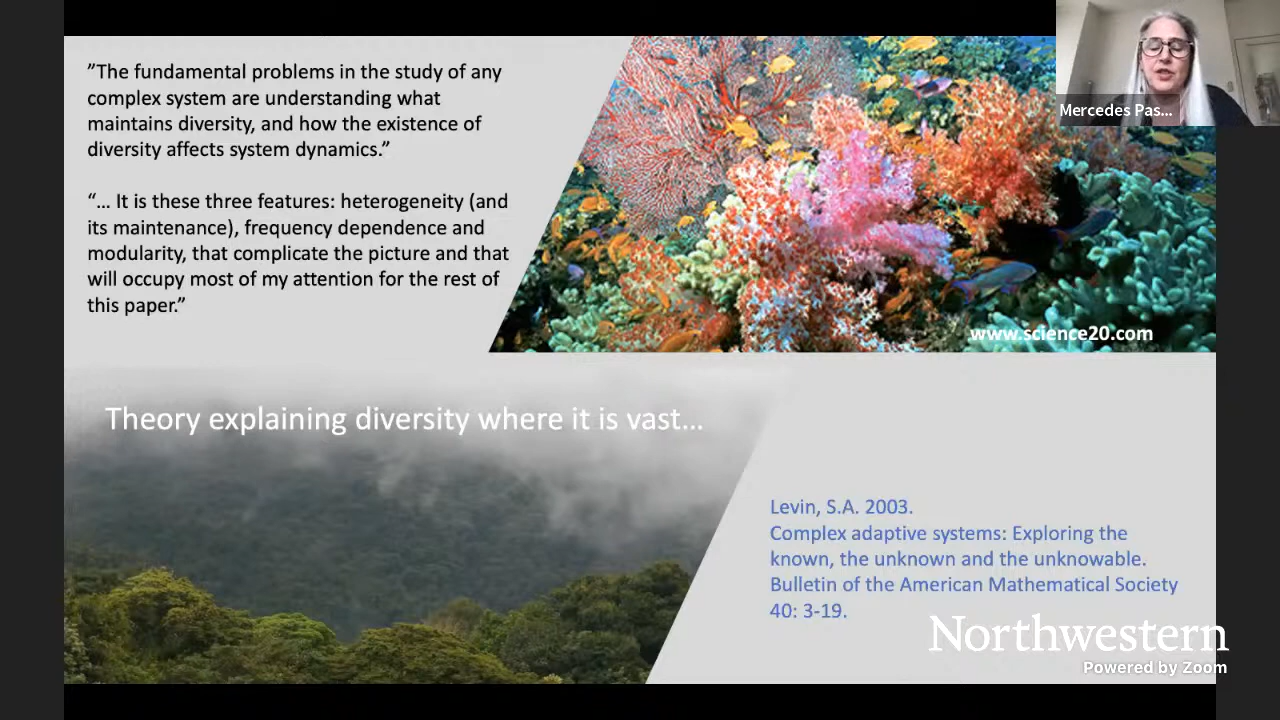 ”The fundamental problems in the study of any
complex system are understanding what
maintains diversity, and how the existence of
diversity affects system dynamics.”
“… It is these three features: heterogeneity (and
its maintenance), frequency dependence and
modularity, that complicate the picture and that
will occupy most of my attention for the rest of
this paper.”
Mercedes Pas...
www.science20.com
Theory explaining diversity where it is vast…
Levin, S.A. 2003.
Complex adaptive systems: Exploring the
known, the unknown and the unknowable.
Bulletin of the American Mathematical Society
40: 3-19.
Northwestern
Powered by Zoom